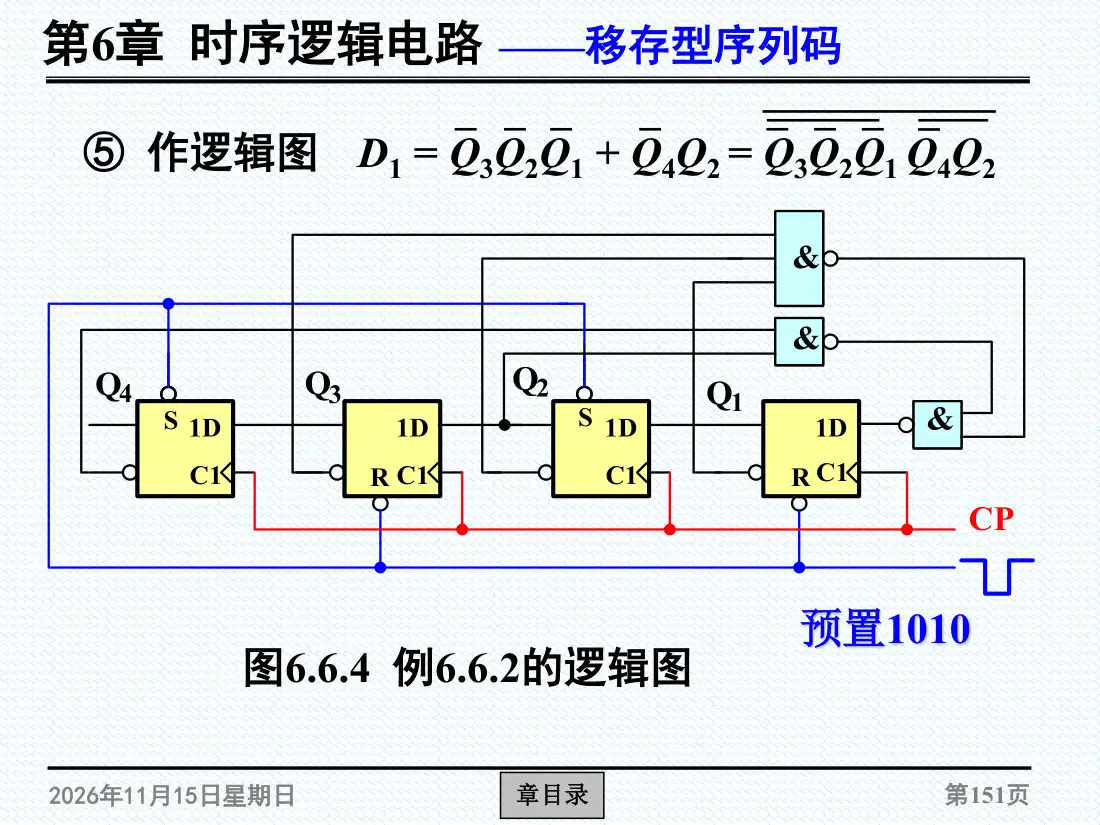 第6章 时序逻辑电路 ——移存型序列码
⑤ 作逻辑图 D₁ = Q̅₃Q̅₂Q̅₁ + Q̅₄Q₂ = \overline{\overline{Q̅₃Q̅₂Q̅₁} \overline{Q̅₄Q₂}}
&
&
Q₄ Q₃ Q₂ Q₁ &
S 1D 1D S 1D 1D
C1 R C1 C1 R C1
CP
预置1010
图6.6.4 例6.6.2的逻辑图
2026年11月15日星期日 章目录 第151页